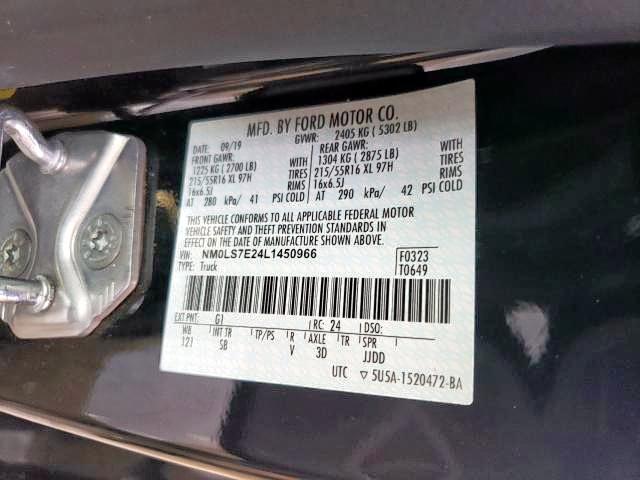 MFD. BY FORD MOTOR CO.
DATE: 09/19 GVWR: 2405 KG ( 5302 LB)
FRONT GAWR: REAR GAWR:
1225 KG ( 2700 LB) WITH 1304 KG ( 2875 LB) WITH
215/55R16 XL 97H TIRES 215/55R16 XL 97H TIRES
16x6.5J RIMS 16x6.5J RIMS
AT 280 kPa/ 41 PSI COLD AT 290 kPa/ 42 PSI COLD
THIS VEHICLE CONFORMS TO ALL APPLICABLE FEDERAL MOTOR
VEHICLE SAFETY AND THEFT PREVENTION STANDARDS IN
EFFECT ON THE DATE OF MANUFACTURE SHOWN ABOVE.
VIN: NM0LS7E24L1450966 F0323
TYPE: Truck T0649
EXT PNT: G1 RC: 24 DSO:
WB INT TR TP/PS R AXLE TR SPR
121 SB V 3D JJDD
UTC ▽ 5U5A-1520472-BA